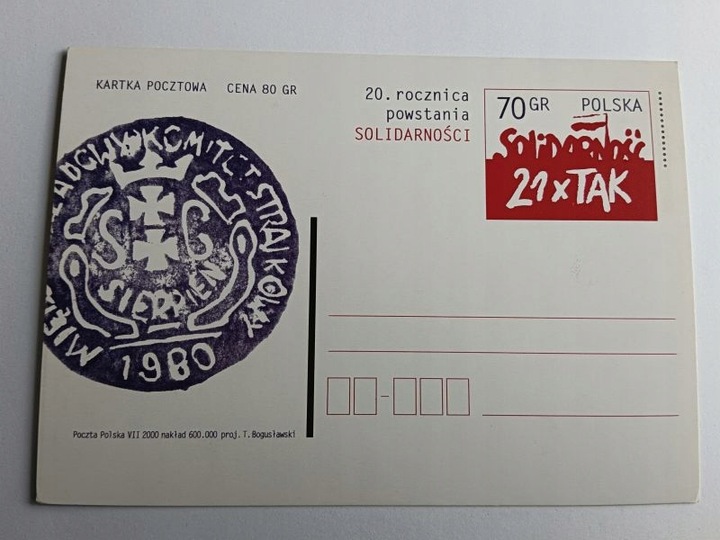 KARTKA POCZTOWA CENA 80 GR
20. rocznica
powstania
SOLIDARNOŚCI
70 GR POLSKA
SOLIDARNOŚĆ
21 x TAK
KOMITET STRAJKOWY
S C
SIERPIEŃ
1980
Poczta Polska VII 2000 nakład 600.000 proj. T. Bogusławski